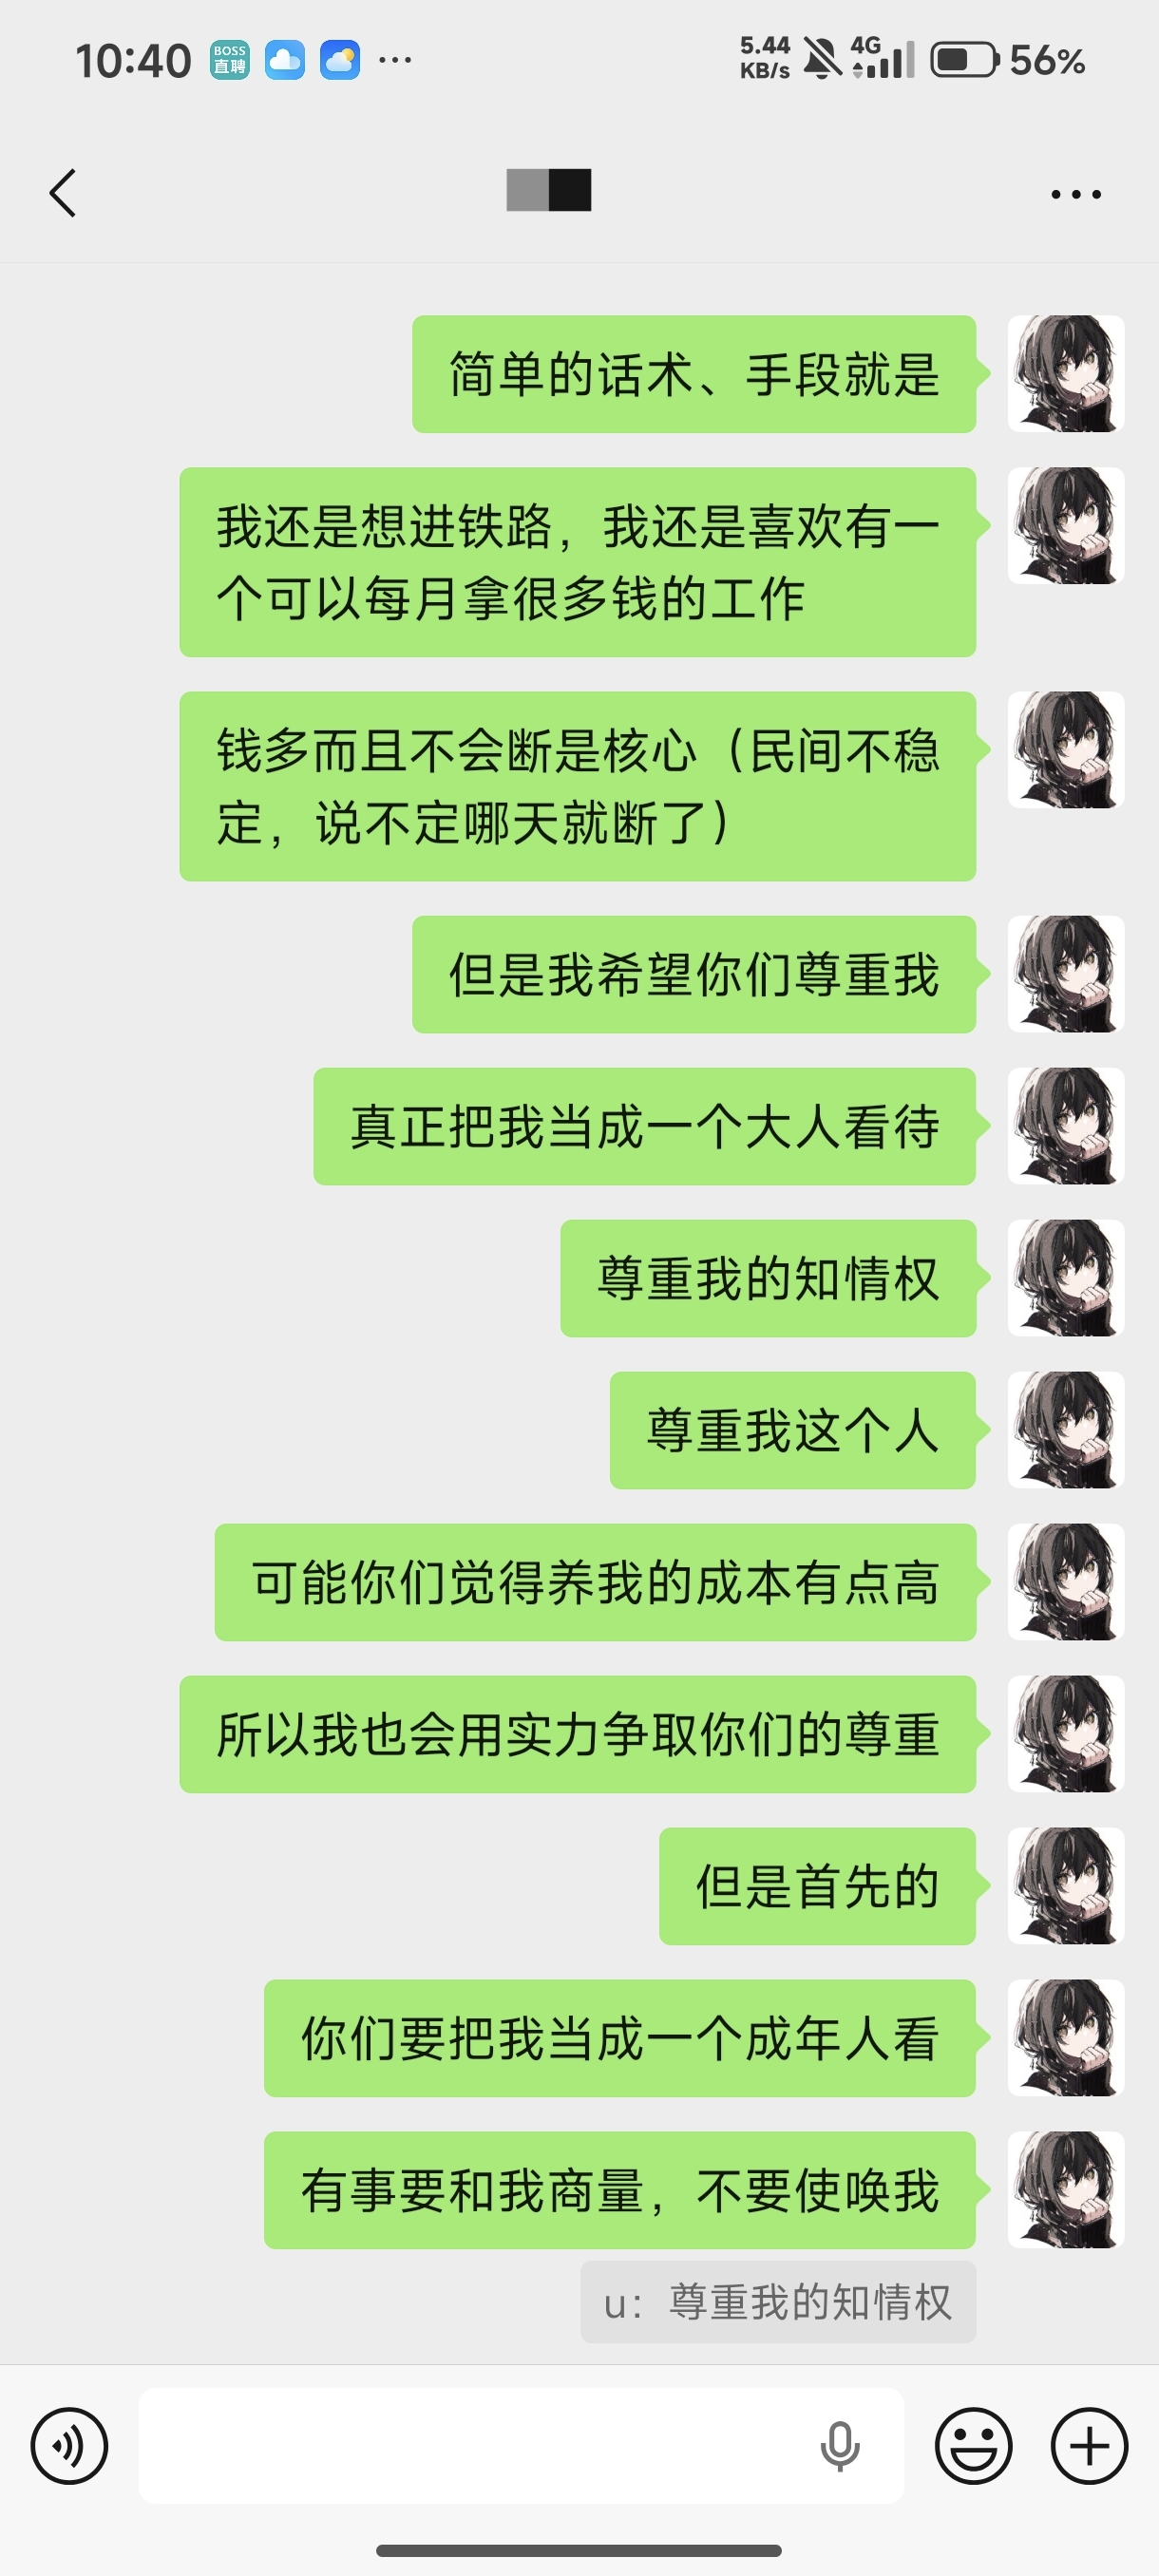 10:40 BOSS 直聘 ··· 5.44 KB/s 4G 56%
简单的话术、手段就是
我还是想进铁路，我还是喜欢有一
个可以每月拿很多钱的工作
钱多而且不会断是核心（民间不稳
定，说不定哪天就断了）
但是我希望你们尊重我
真正把我当成一个大人看待
尊重我的知情权
尊重我这个人
可能你们觉得养我的成本有点高
所以我也会用实力争取你们的尊重
但是首先的
你们要把我当成一个成年人看
有事要和我商量，不要使唤我
u：尊重我的知情权